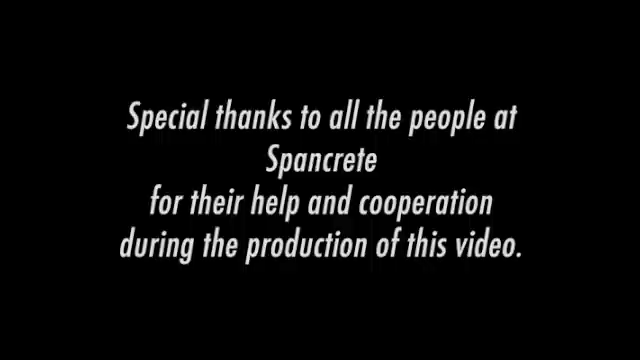 Special thanks to all the people at
Spancrete
for their help and cooperation
during the production of this video.